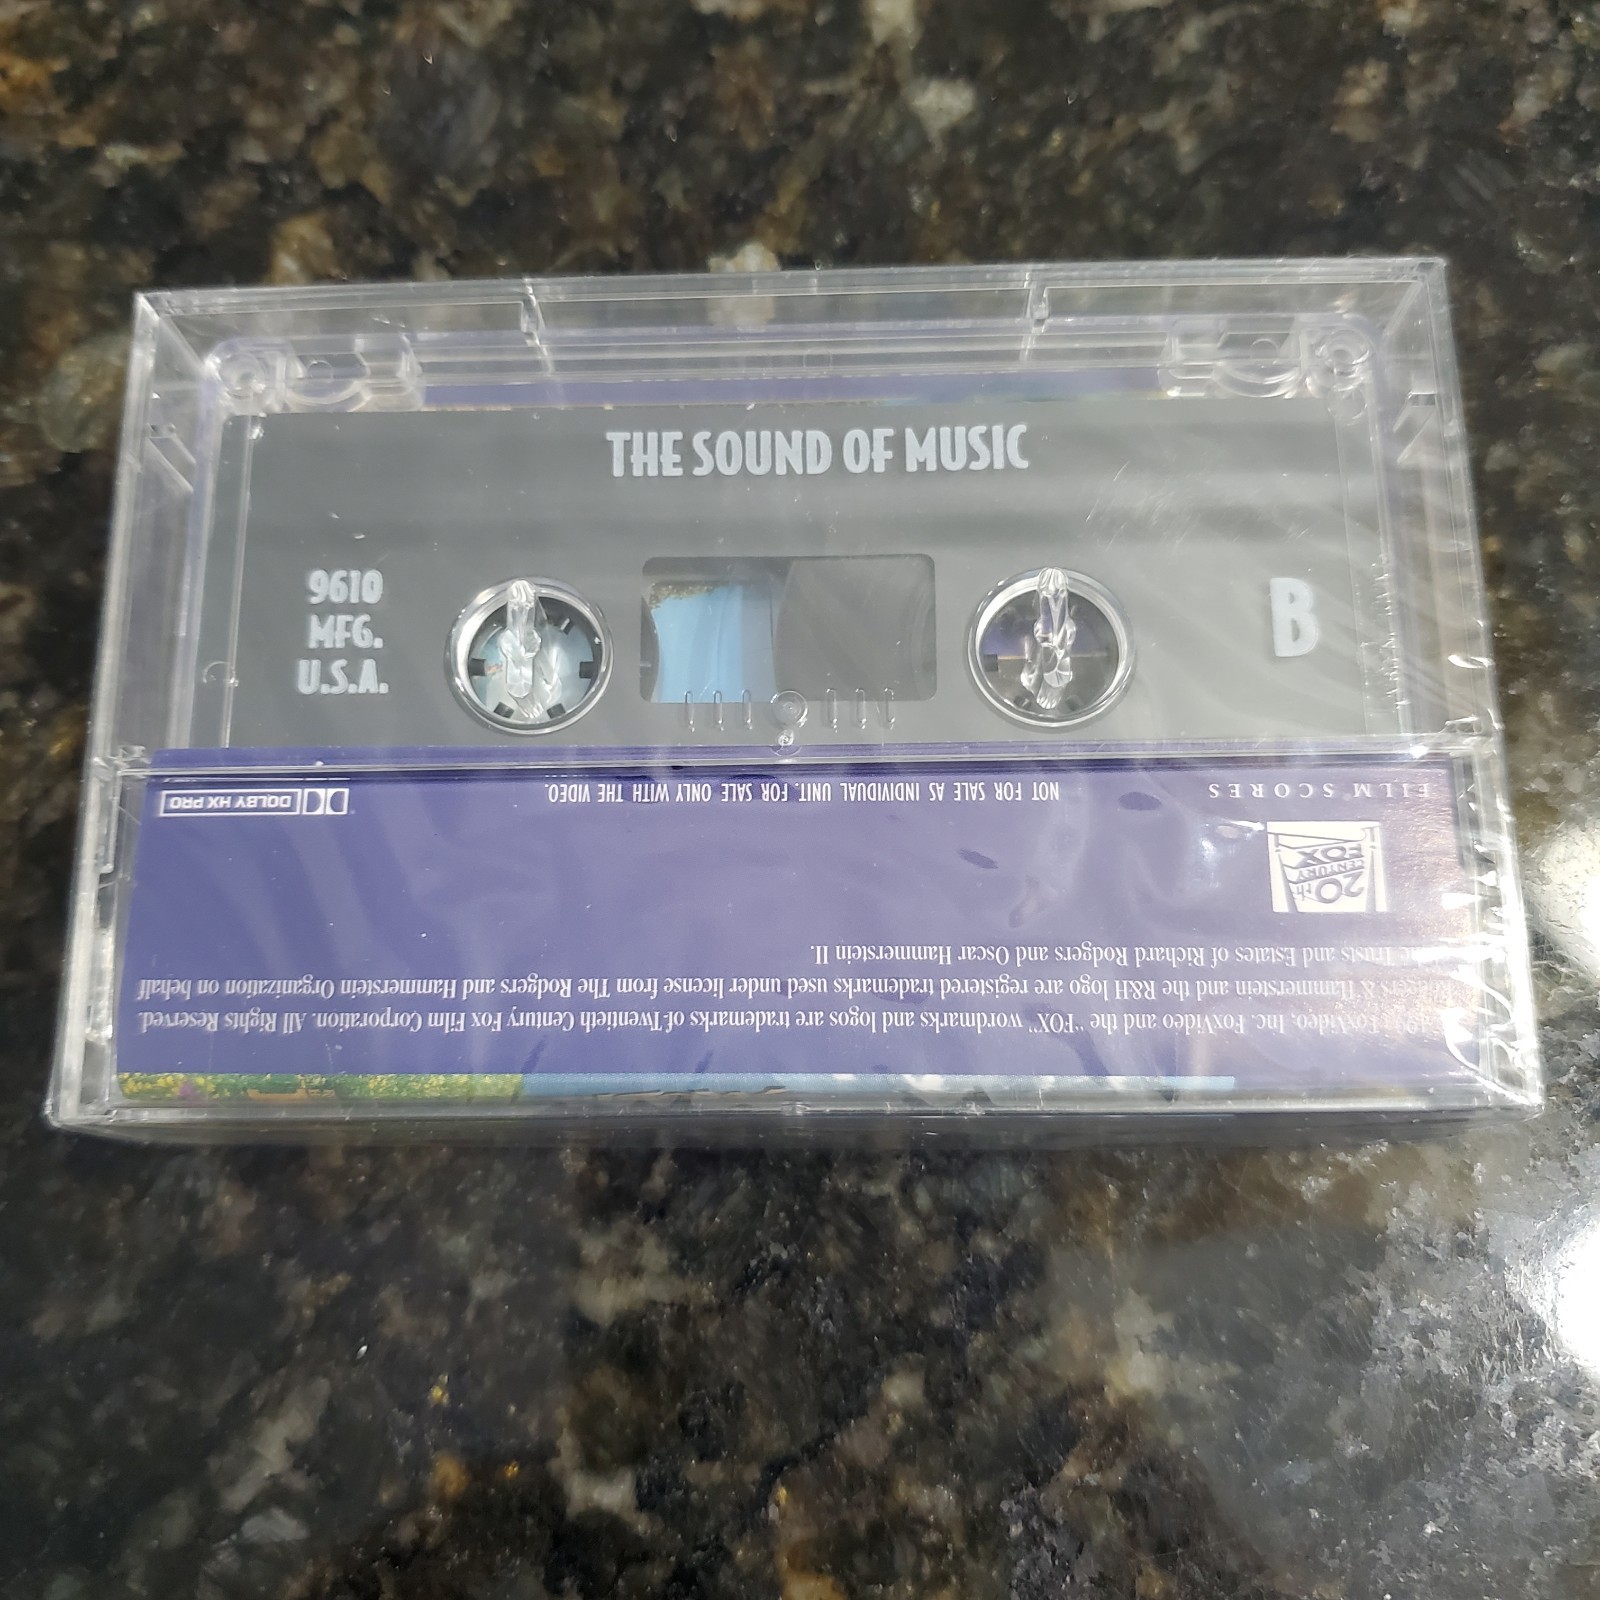 THE SOUND OF MUSIC
9610
MFG.
U.S.A.
B
FoxVideo, Inc. FoxVideo and the "FOX" wordmarks and logos are trademarks of Twentieth Century Fox Film Corporation. All Rights Reserved.
Rodgers & Hammerstein and the R&H logo are registered trademarks used under license from The Rodgers and Hammerstein Organization on behalf
Trusts and Estates of Richard Rodgers and Oscar Hammerstein II.
20th
CENTURY
FOX
FILM SCORES
NOT FOR SALE AS INDIVIDUAL UNIT. FOR SALE ONLY WITH THE VIDEO.
DOLBY HX PRO